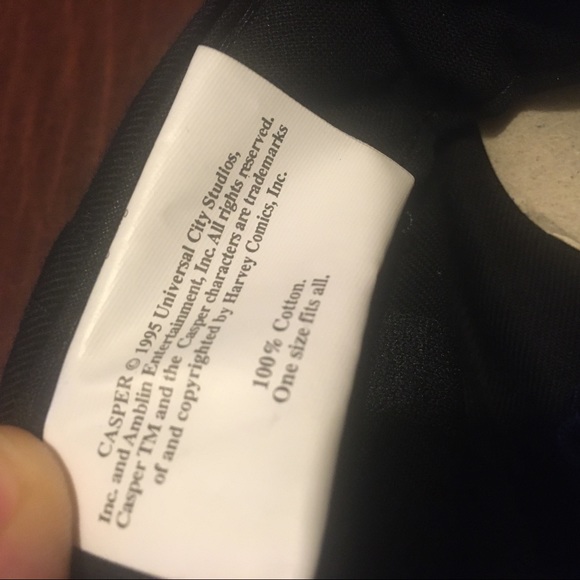 CASPER © 1995 Universal City Studios,
Inc. and Amblin Entertainment, Inc. All rights reserved.
Casper TM and the Casper characters are trademarks
of and copyrighted by Harvey Comics, Inc.
100% Cotton.
One size fits all.